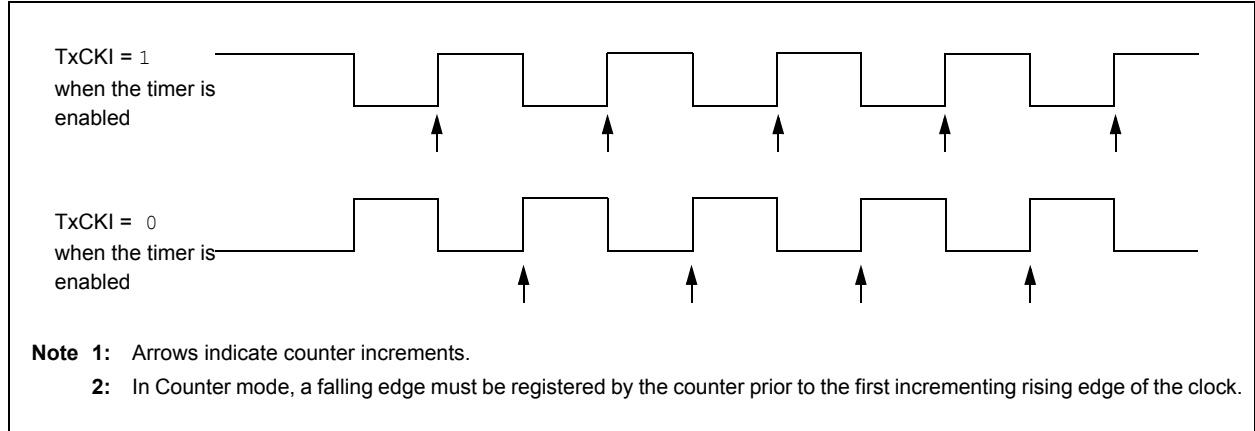 TxCKI = 1
when the timer is
enabled
TxCKI = 0
when the timer is
enabled
Note 1: Arrows indicate counter increments.
2: In Counter mode, a falling edge must be registered by the counter prior to the first incrementing rising edge of the clock.